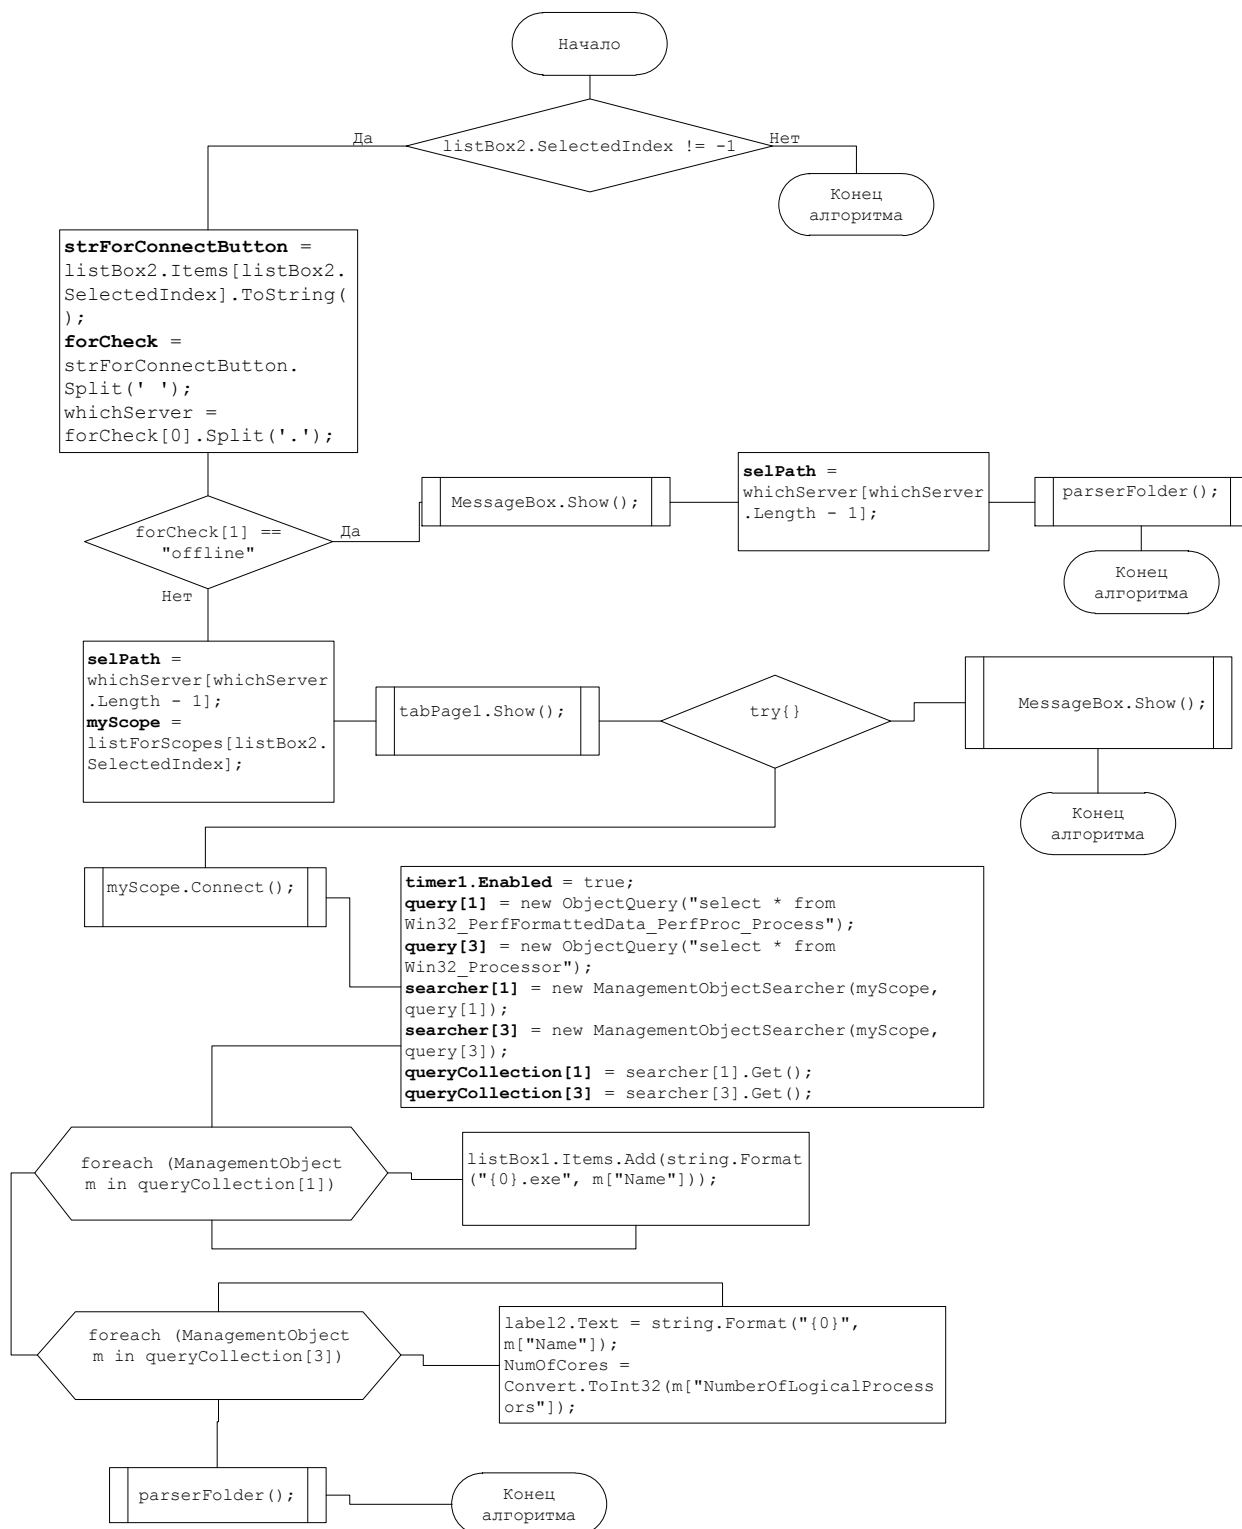 Начало
Да
listBox2.SelectedIndex != -1
Нет
Конец
алгоритма
strForConnectButton =
listBox2.Items[listBox2.
SelectedIndex].ToString(
);
forCheck =
strForConnectButton.
Split(' ');
whichServer =
forCheck[0].Split('.');
forCheck[1] ==
"offline"
Да
Нет
MessageBox.Show();
selPath =
whichServer[whichServer
.Length - 1];
parserFolder();
Конец
алгоритма
selPath =
whichServer[whichServer
.Length - 1];
myScope =
listForScopes[listBox2.
SelectedIndex];
tabPage1.Show();
try{}
MessageBox.Show();
Конец
алгоритма
myScope.Connect();
timer1.Enabled = true;
query[1] = new ObjectQuery("select * from
Win32_PerfFormattedData_PerfProc_Process");
query[3] = new ObjectQuery("select * from
Win32_Processor");
searcher[1] = new ManagementObjectSearcher(myScope,
query[1]);
searcher[3] = new ManagementObjectSearcher(myScope,
query[3]);
queryCollection[1] = searcher[1].Get();
queryCollection[3] = searcher[3].Get();
foreach (ManagementObject
m in queryCollection[1])
listBox1.Items.Add(string.Format
("{0}.exe", m["Name"]));
foreach (ManagementObject
m in queryCollection[3])
label2.Text = string.Format("{0}",
m["Name"]);
NumOfCores =
Convert.ToInt32(m["NumberOfLogicalProcess
ors"]);
parserFolder();
Конец
алгоритма